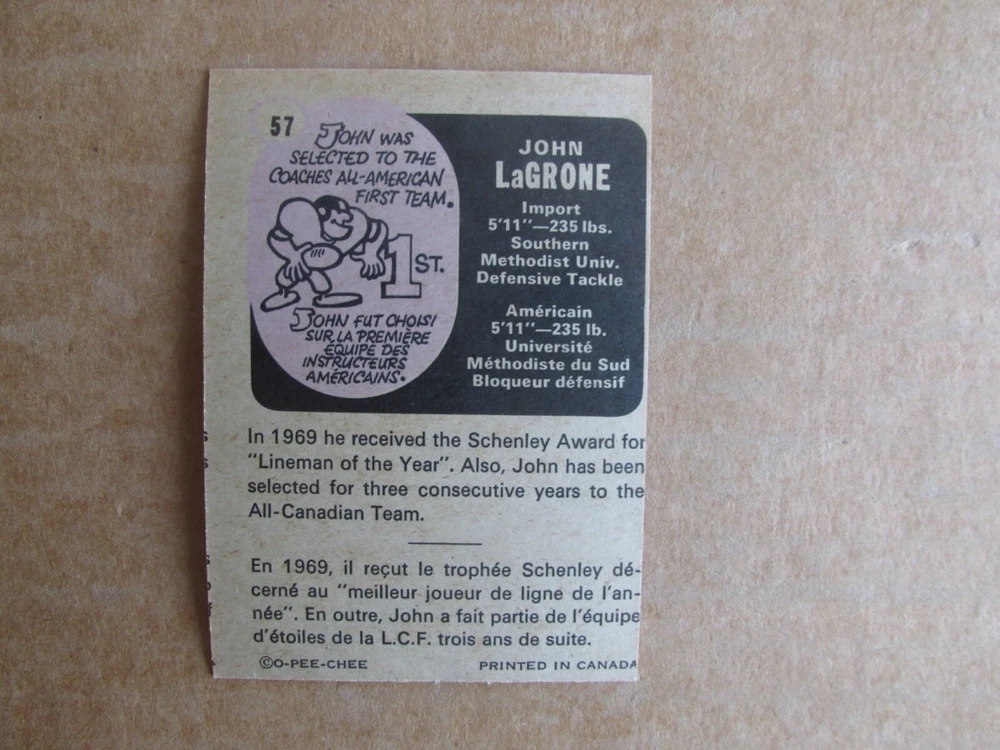 57
JOHN WAS
SELECTED TO THE
COACHES ALL-AMERICAN
FIRST TEAM.
1ST.
JOHN FUT CHOISI
SUR LA PREMIÈRE
ÉQUIPE DES
INSTRUCTEURS
AMÉRICAINS.
JOHN
LaGRONE
Import
5'11"—235 lbs.
Southern
Methodist Univ.
Defensive Tackle
Américain
5'11"—235 lb.
Université
Méthodiste du Sud
Bloqueur défensif
In 1969 he received the Schenley Award for
"Lineman of the Year". Also, John has been
selected for three consecutive years to the
All-Canadian Team.
En 1969, il reçut le trophée Schenley dé-
cerné au "meilleur joueur de ligne de l'an-
née". En outre, John a fait partie de l'équipe
d'étoiles de la L.C.F. trois ans de suite.
©O-PEE-CHEE
PRINTED IN CANADA